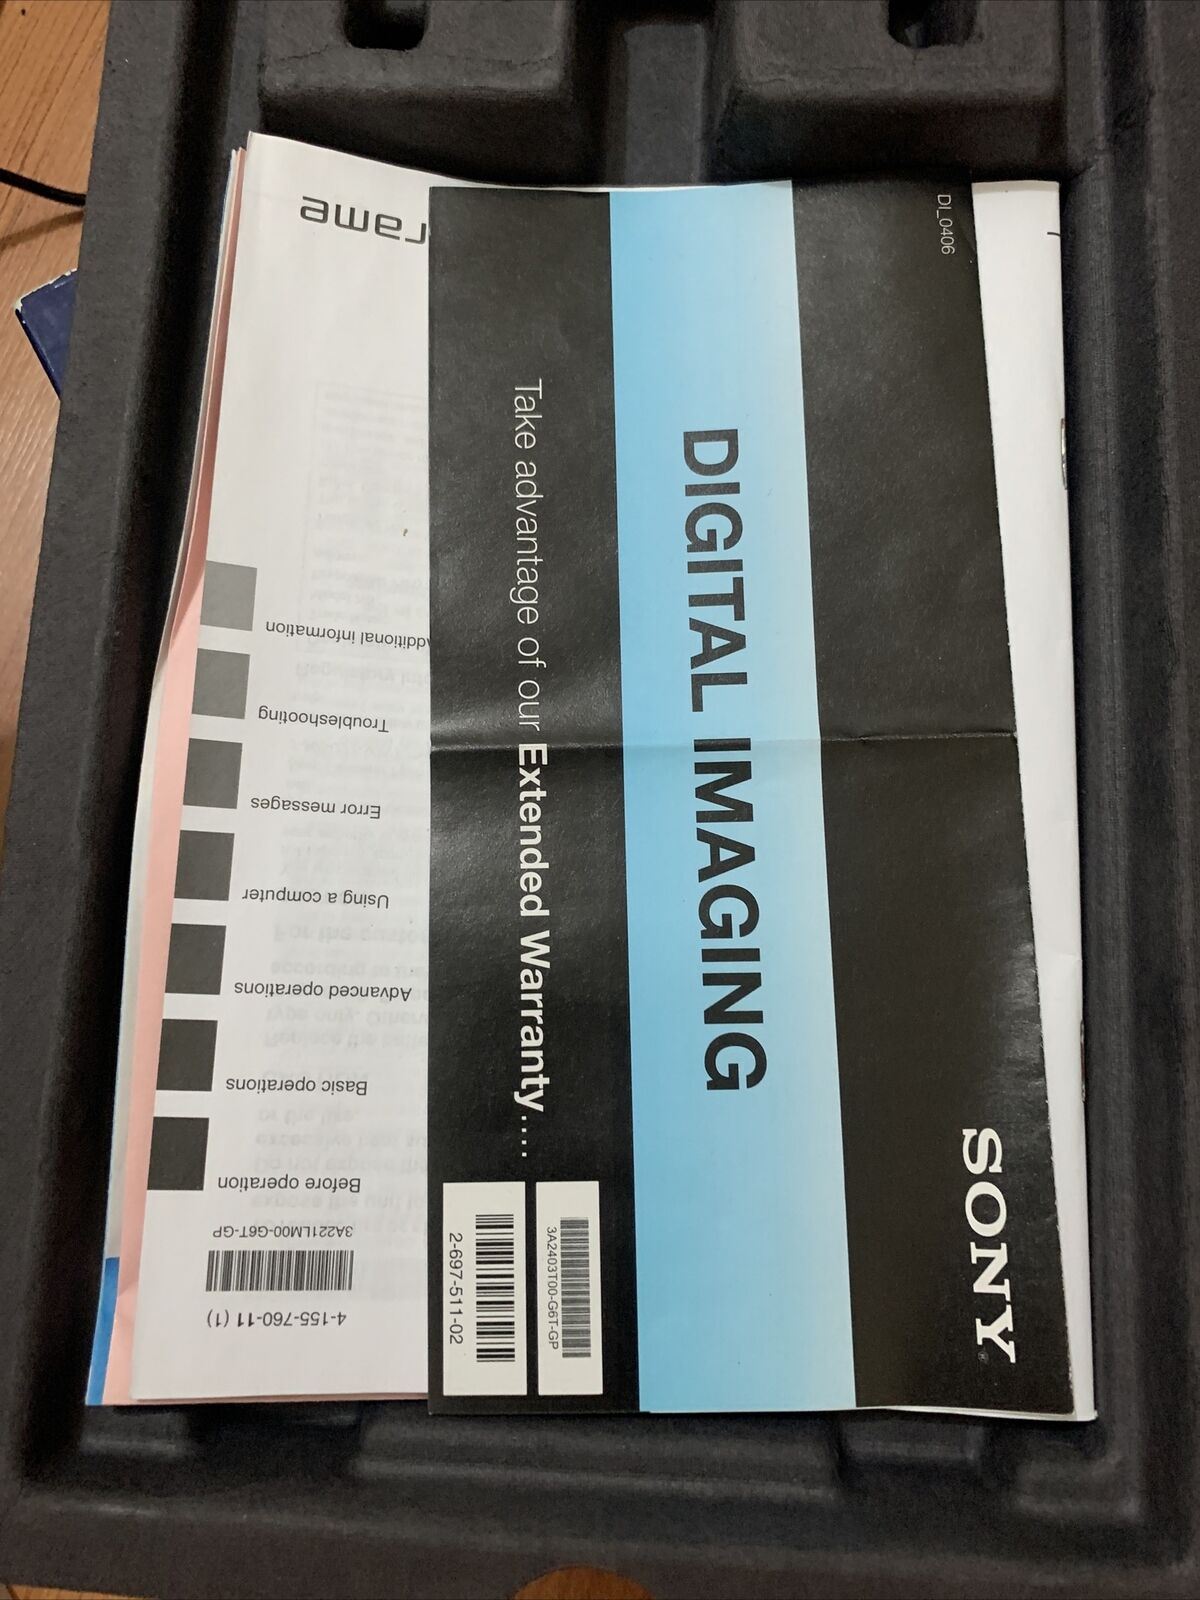 DI_0406
SONY®
DIGITAL IMAGING
Take advantage of our Extended Warranty....
3A2403T00-G6T-GP
2-697-511-02
4-155-760-11 (1)
3A221LM00-G6T-GP
Before operation
Basic operations
Advanced operations
Using a computer
Error messages
Troubleshooting
Additional information
rame